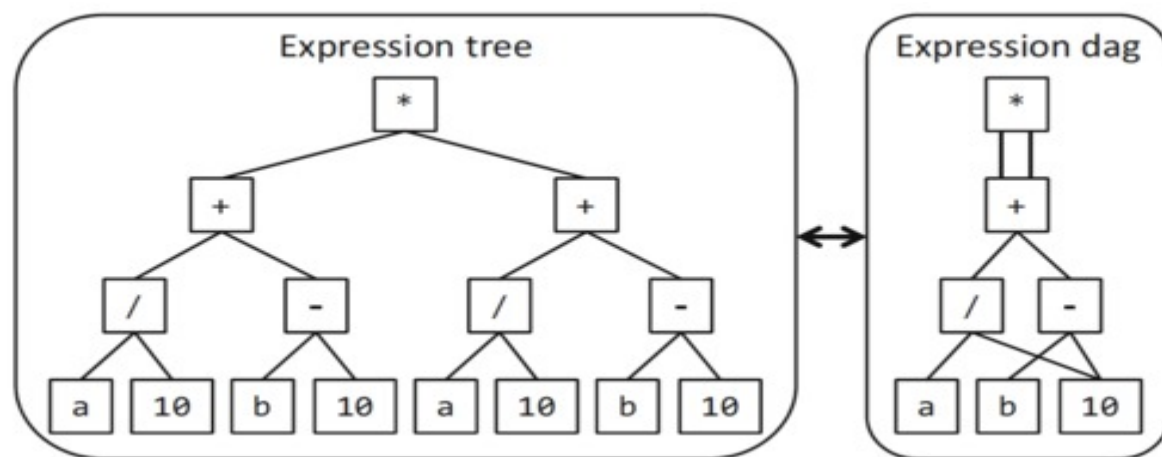 Expression tree
*
+ +
/ - / -
a 10 b 10 a 10 b 10
Expression dag
*
+
/ -
a b 10